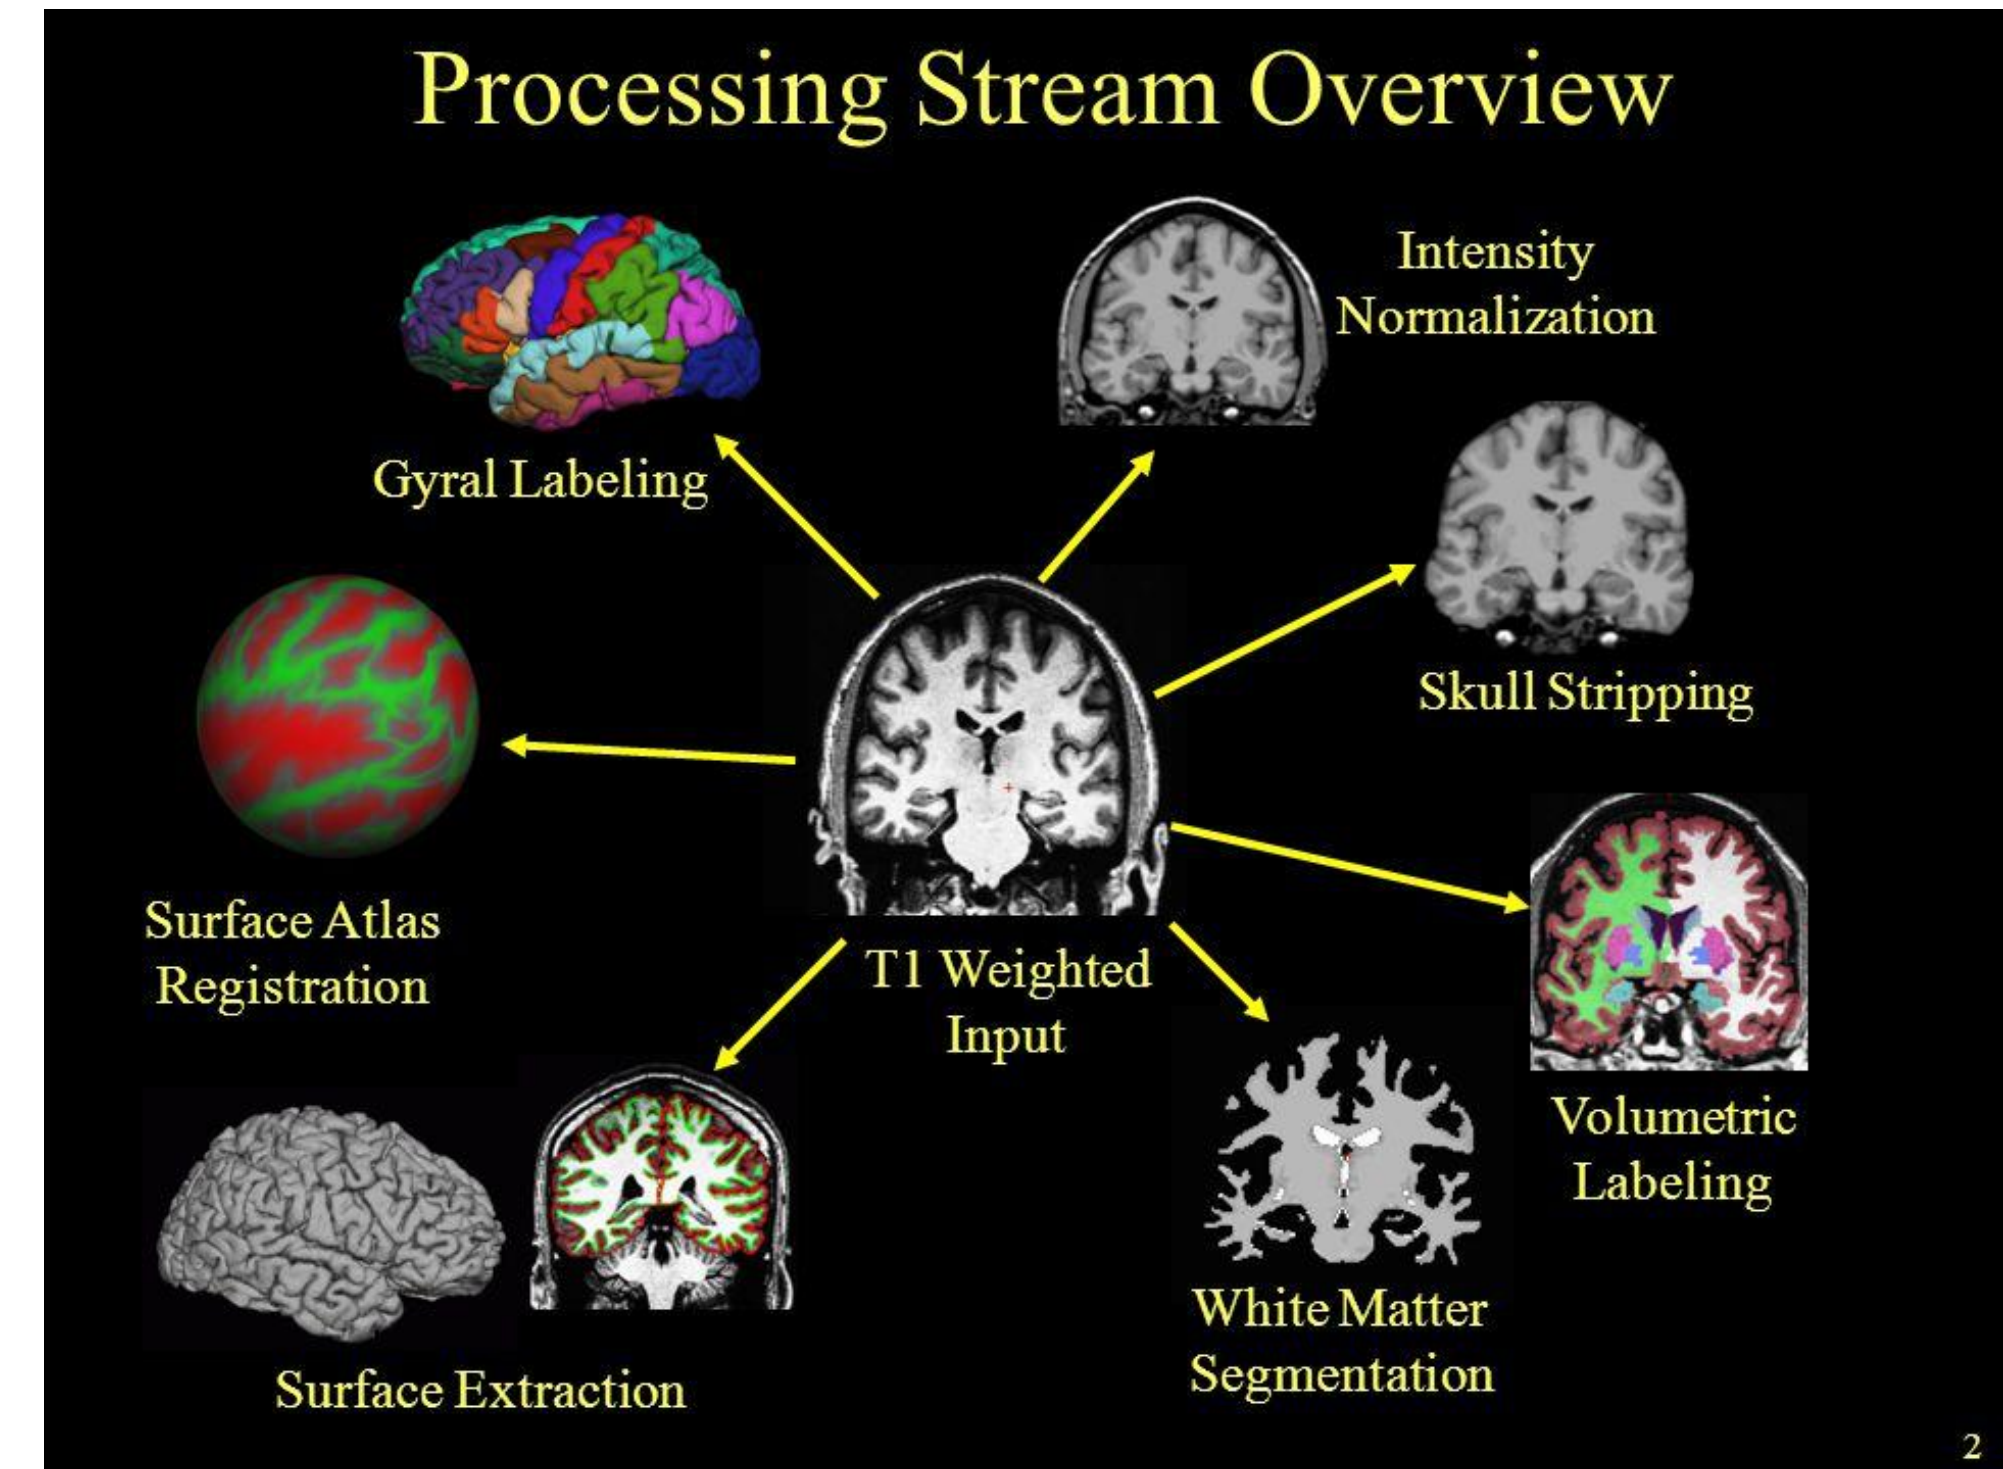 Processing Stream Overview
Intensity
Normalization
Gyral Labeling
Skull Stripping
Surface Atlas
Registration
T1 Weighted
Input
Volumetric
Labeling
White Matter
Segmentation
Surface Extraction
2